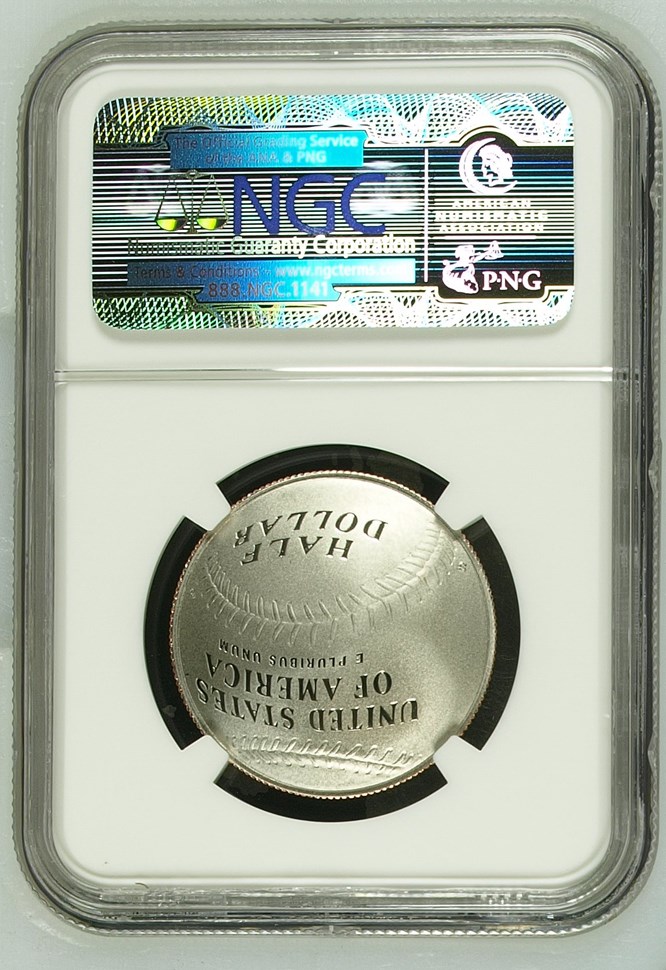 The Official Grading Service
of the ANA & PNG
NGC
Numismatic Guaranty Corporation
Terms & Conditions - www.ngcterms.com
888.NGC.1141
AMERICAN
NUMISMATIC
ASSOCIATION
PNG
UNITED STATES
OF AMERICA
E PLURIBUS UNUM
HALF
DOLLAR